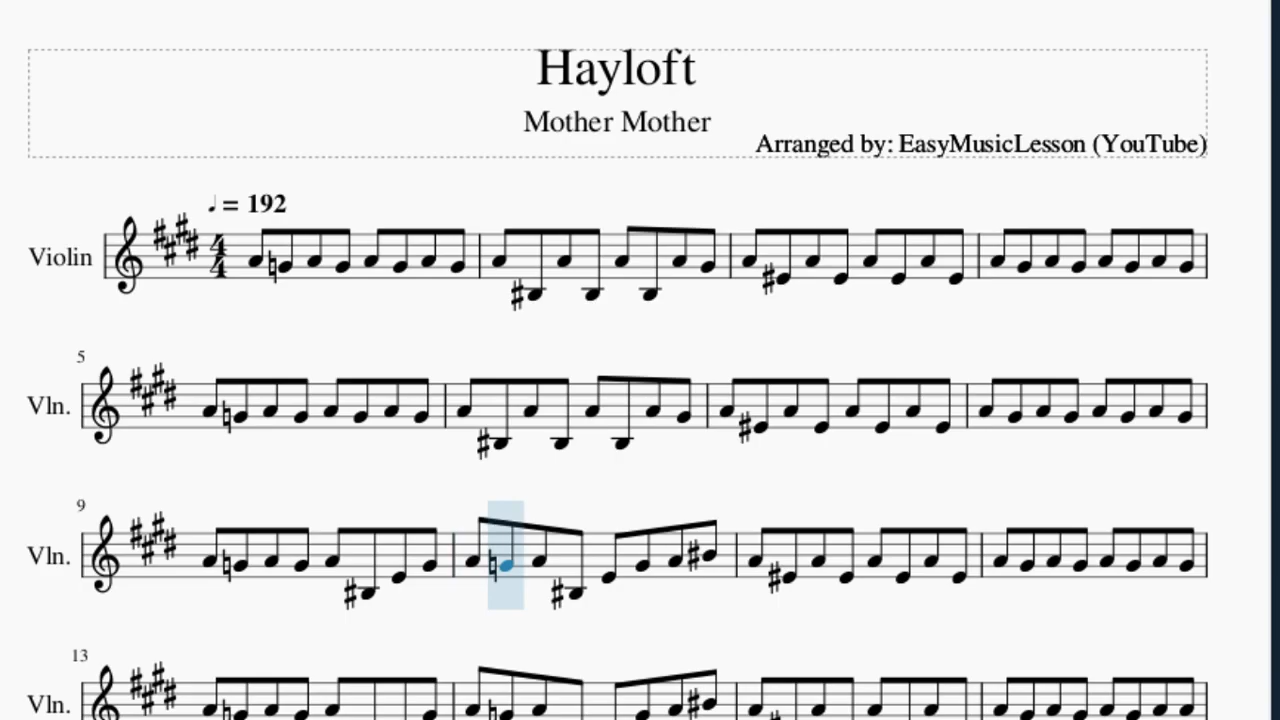 Hayloft
Mother Mother
Arranged by: EasyMusicLesson (YouTube)
♩ = 192
Violin
4
4
5
Vln.
9
Vln.
13
Vln.